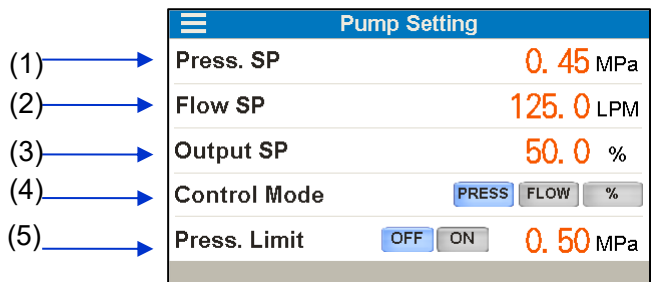 Pump Setting
(1) Press. SP 0.45 MPa
(2) Flow SP 125.0 LPM
(3) Output SP 50.0 %
(4) Control Mode PRESS FLOW %
(5) Press. Limit OFF ON 0.50 MPa